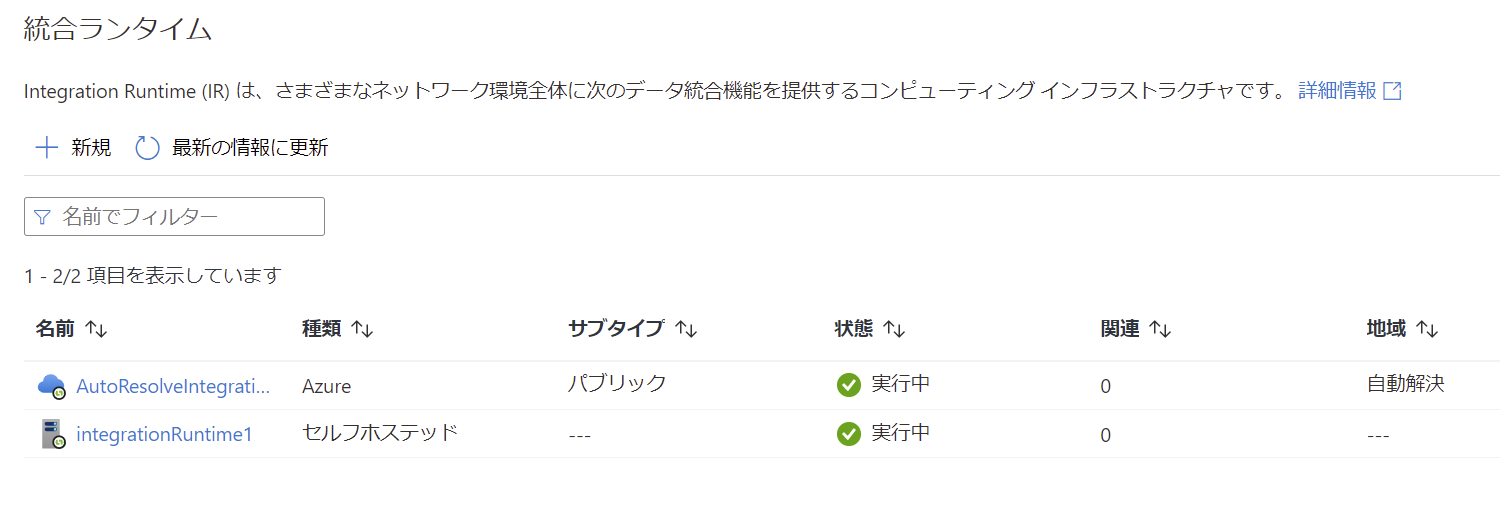 統合ランタイム
Integration Runtime (IR) は、さまざまなネットワーク環境全体に次のデータ統合機能を提供するコンピューティング インフラストラクチャです。 詳細情報
新規 最新の情報に更新
名前でフィルター
1 - 2/2 項目を表示しています
名前 種類 サブタイプ 状態 関連 地域
AutoResolveIntegrati... Azure パブリック 実行中 0 自動解決
integrationRuntime1 セルフホステッド --- 実行中 0 ---